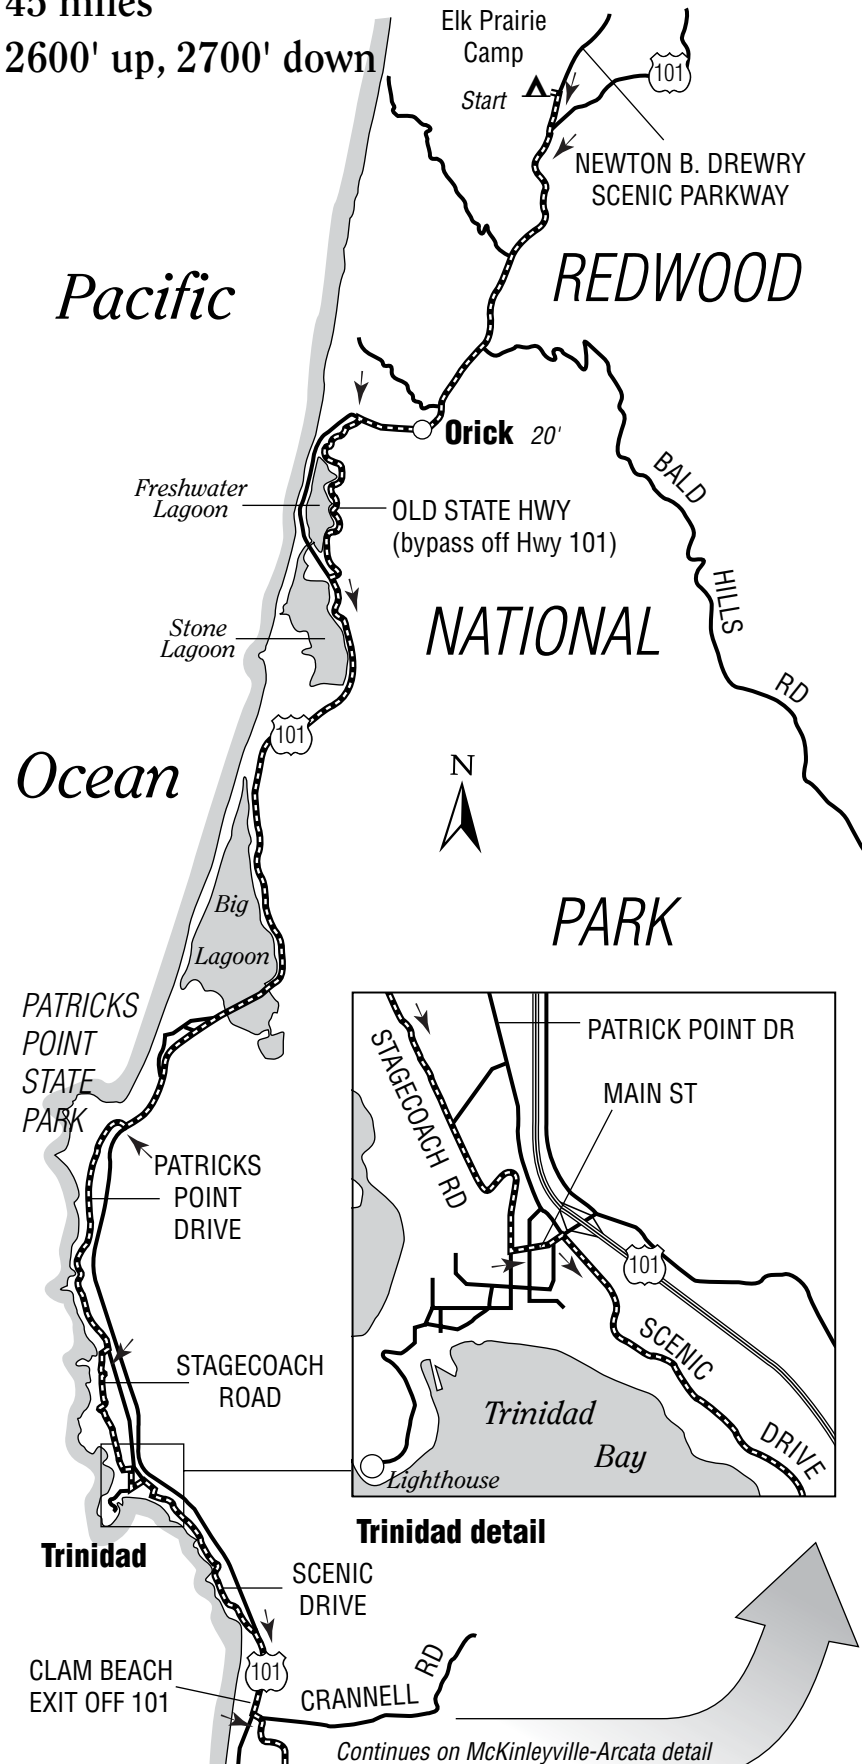 45 miles
2600' up, 2700' down
Elk Prairie
Camp
Start
101
NEWTON B. DREWRY
SCENIC PARKWAY
Pacific
REDWOOD
Orick 20'
Freshwater
Lagoon
OLD STATE HWY
(bypass off Hwy 101)
BALD
HILLS
RD
Stone
Lagoon
NATIONAL
101
Ocean
N
Big
Lagoon
PARK
PATRICKS
POINT
STATE
PARK
PATRICKS
POINT
DRIVE
STAGECOACH
ROAD
STAGECOACH RD
PATRICK POINT DR
MAIN ST
101
SCENIC
DRIVE
Trinidad
Bay
Lighthouse
Trinidad detail
Trinidad
SCENIC
DRIVE
101
CLAM BEACH
EXIT OFF 101
CRANNELL RD
Continues on McKinleyville-Arcata detail